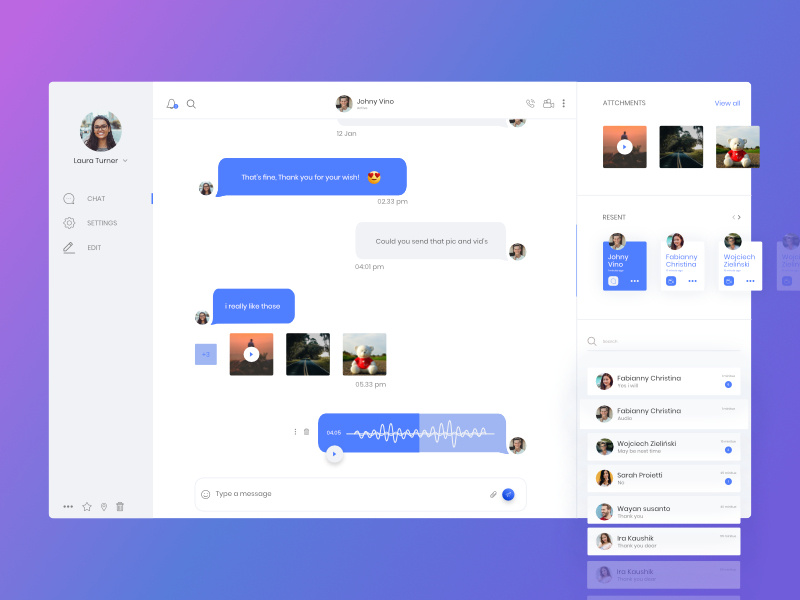 Laura Turner
CHAT
SETTINGS
EDIT
Johny Vino
12 Jan
That's fine, Thank you for your wish!
02.33 pm
Could you send that pic and vid's
04:01 pm
i really like those
+3
05.33 pm
04:05
Type a message
ATTCHMENTS
View all
RESENT
Johny
Vino
Fabianny
Christina
Wojciech
Zieliński
Search
Fabianny Christina
Yes i will
Fabianny Christina
Audio
Wojciech Zieliński
May be next time
Sarah Proietti
No
Wayan susanto
Thank you
Ira Kaushik
Thank you door
Ira Kaushik
Thank you door